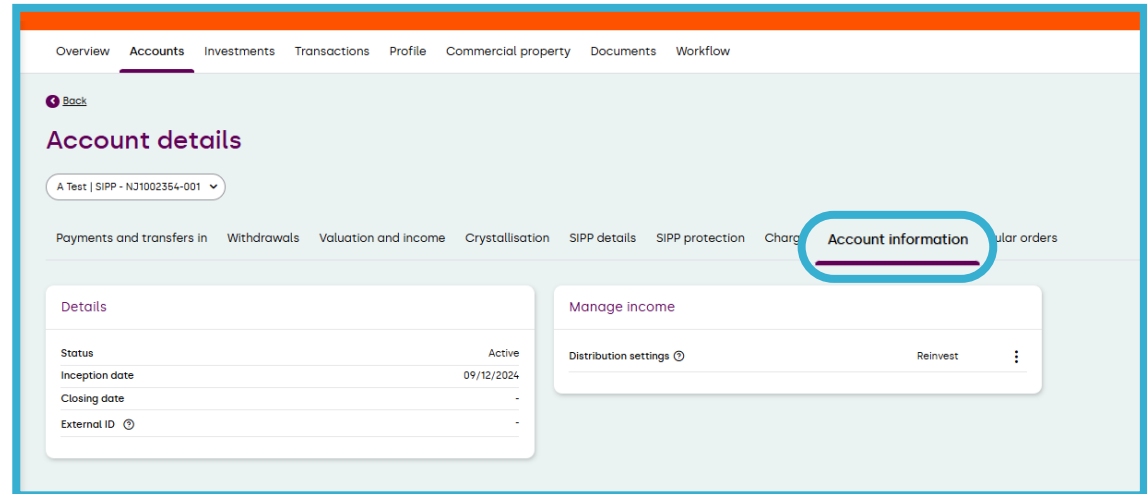 Overview Accounts Investments Transactions Profile Commercial property Documents Workflow
Back
Account details
A Test | SIPP - NJ1002354-001
Payments and transfers in Withdrawals Valuation and income Crystallisation SIPP details SIPP protection Account information orders
Details
Status Active
Inception date 09/12/2024
Closing date -
External ID -
Manage income
Distribution settings Reinvest